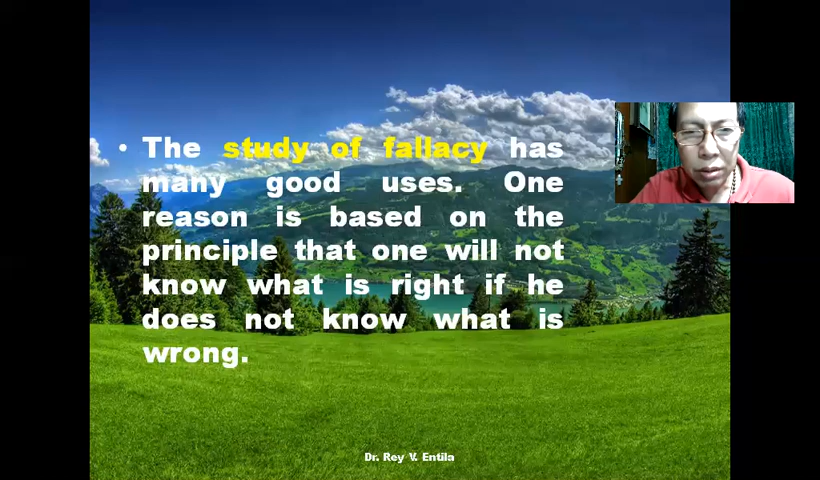 • The study of fallacy has
many good uses. One
reason is based on the
principle that one will not
know what is right if he
does not know what is
wrong.
Dr. Rey V. Entila